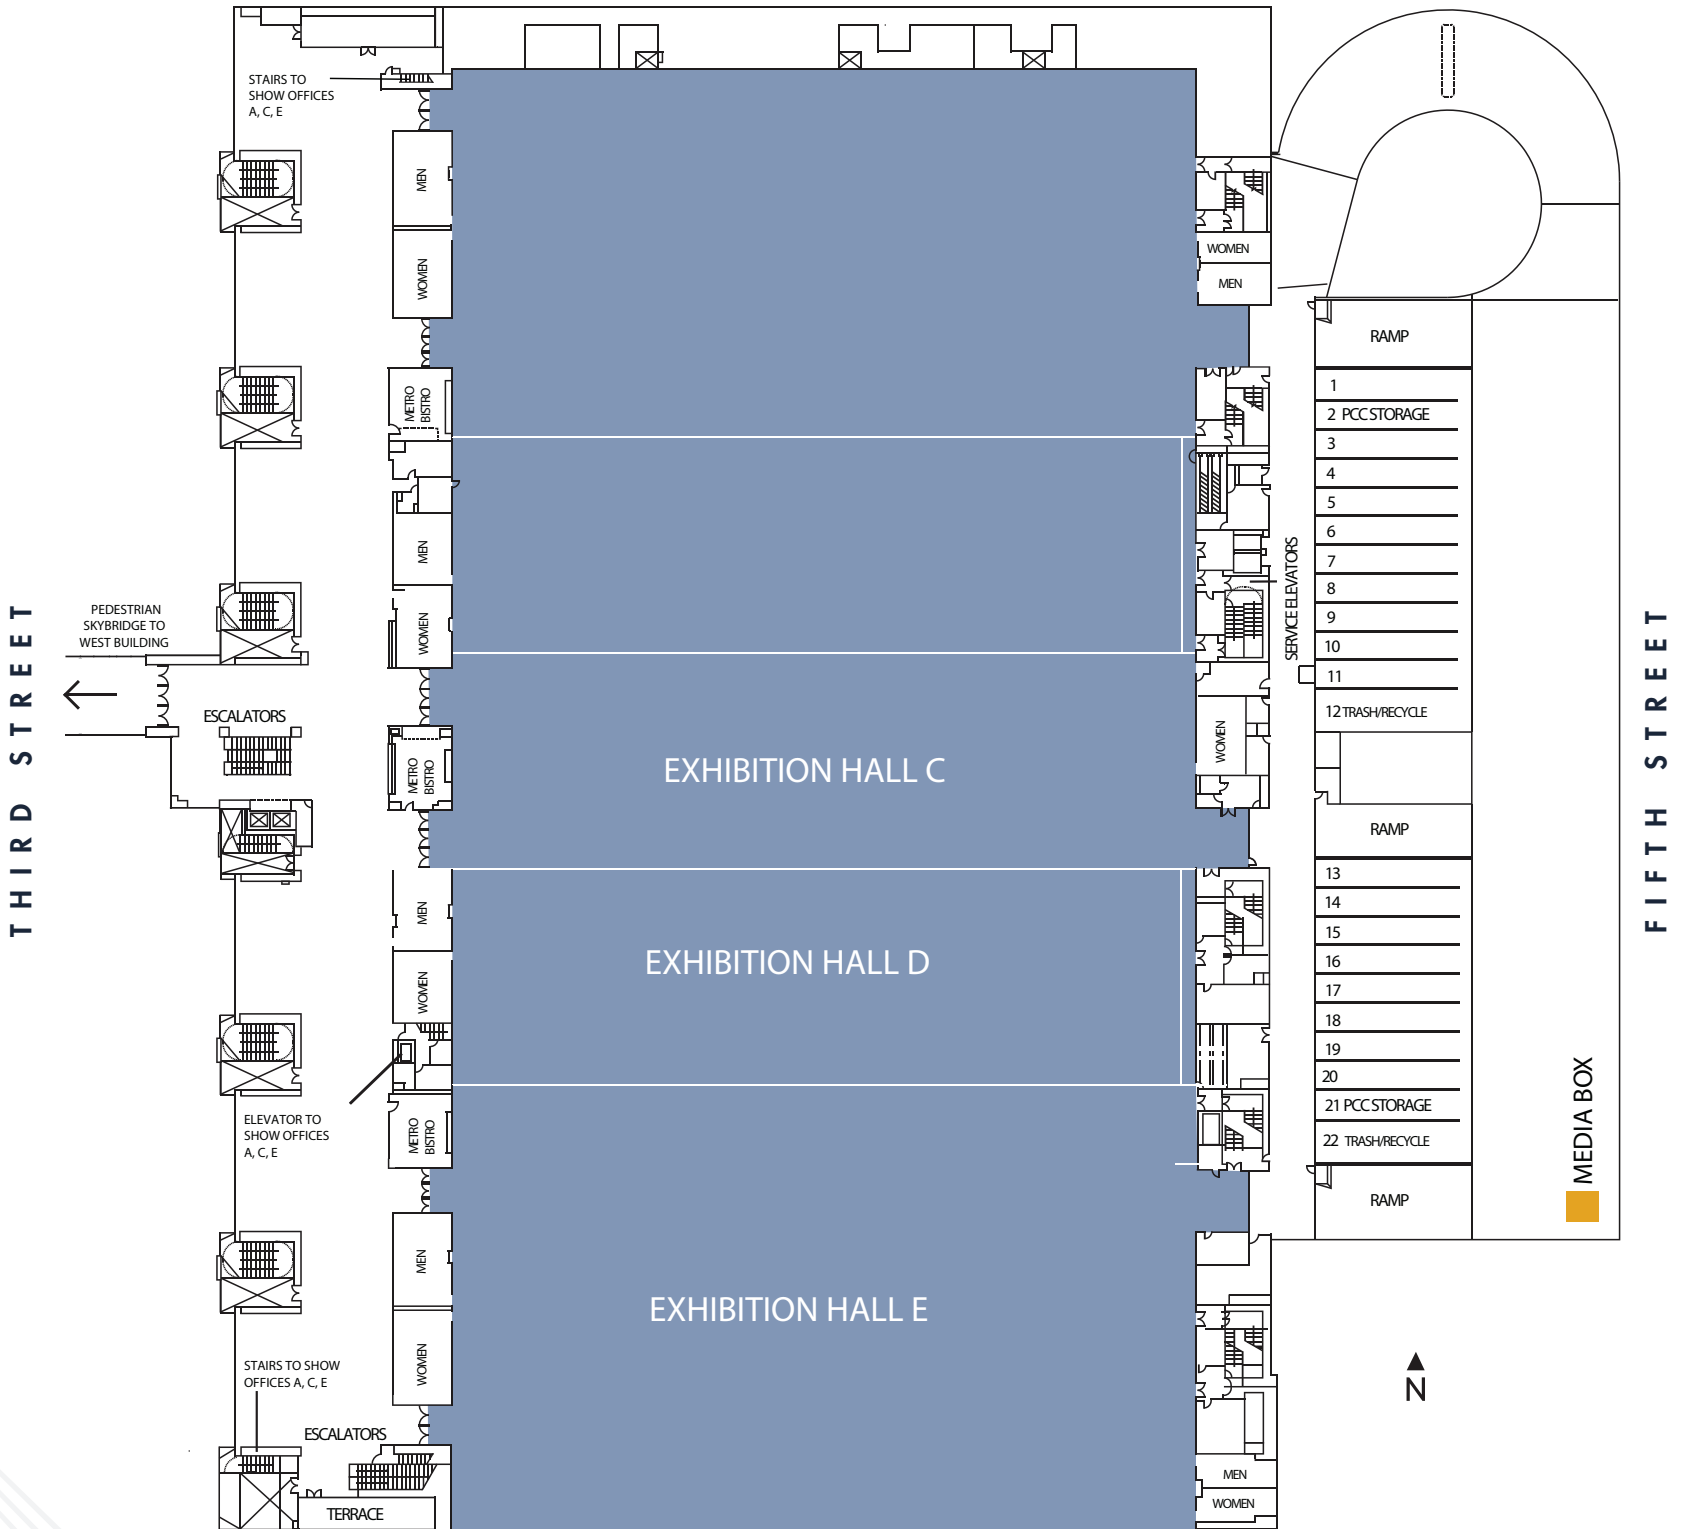 STAIRS TO
SHOW OFFICES
A, C, E
MEN
WOMEN
WOMEN
MEN
RAMP
METRO
BISTRO
1
2 PCC STORAGE
3
4
5
6
7
8
9
10
11
12 TRASH/RECYCLE
MEN
WOMEN
SERVICE ELEVATORS
THIRD STREET
PEDESTRIAN
SKYBRIDGE TO
WEST BUILDING
ESCALATORS
FIFTH STREET
METRO
BISTRO
WOMEN
EXHIBITION HALL C
RAMP
MEN
WOMEN
EXHIBITION HALL D
13
14
15
16
17
18
19
20
21 PCC STORAGE
22 TRASH/RECYCLE
ELEVATOR TO
SHOW OFFICES
A, C, E
METRO
BISTRO
MEDIA BOX
RAMP
MEN
EXHIBITION HALL E
WOMEN
STAIRS TO SHOW
OFFICES A, C, E
N
ESCALATORS
MEN
WOMEN
TERRACE